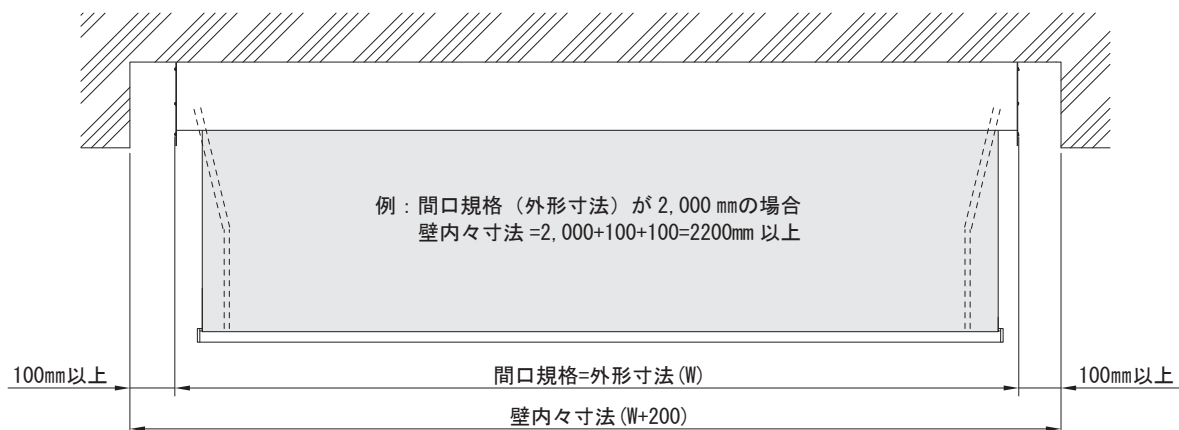 例：間口規格（外形寸法）が2,000 mmの場合
壁内々寸法=2,000+100+100=2200mm 以上
100mm以上
間口規格=外形寸法(W)
100mm以上
壁内々寸法(W+200)